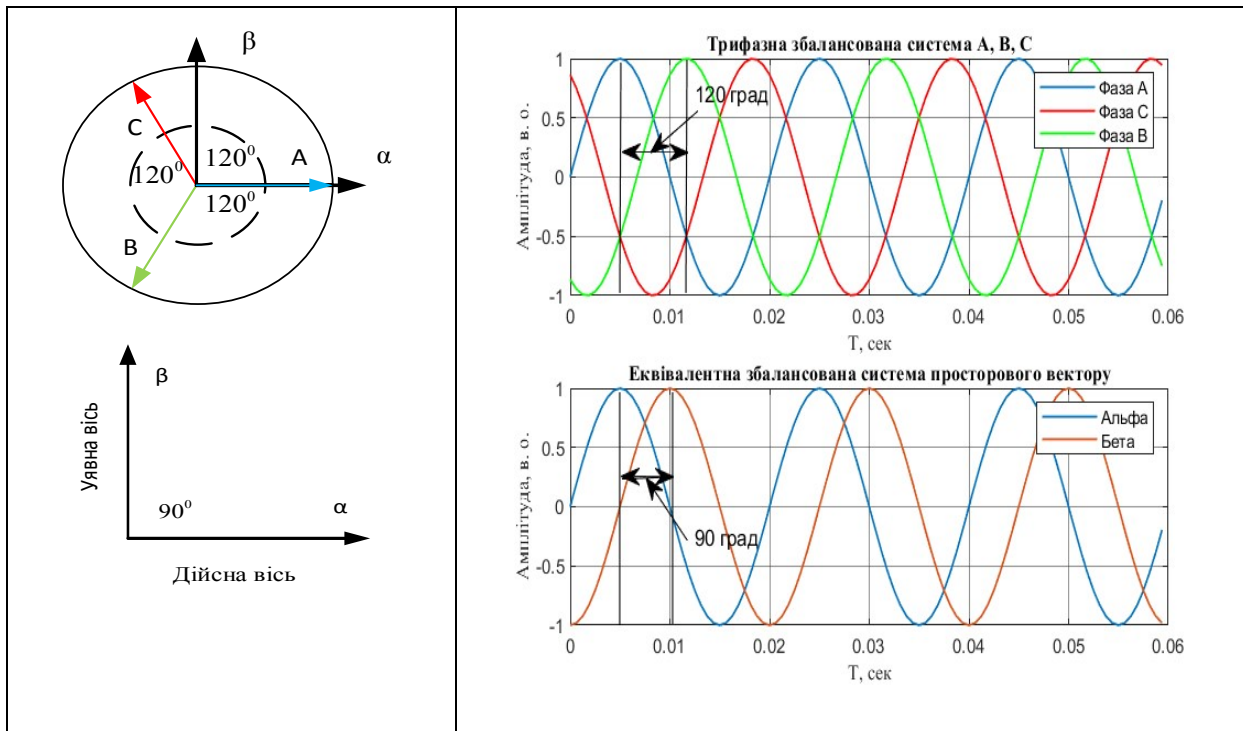 β
C
120⁰
A
α
120⁰
120⁰
B
β
Уявна вісь
90⁰
α
Дійсна вісь
Трифазна збалансована система A, B, C
1
0.5
0
-0.5
-1
Амплітуда, в. о.
120 град
Фаза A
Фаза C
Фаза B
0 0.01 0.02 0.03 0.04 0.05 0.06
Т, сек
Еквівалентна збалансована система просторового вектору
1
0.5
0
-0.5
-1
Амплітуда, в. о.
90 град
Альфа
Бета
0 0.01 0.02 0.03 0.04 0.05 0.06
Т, сек